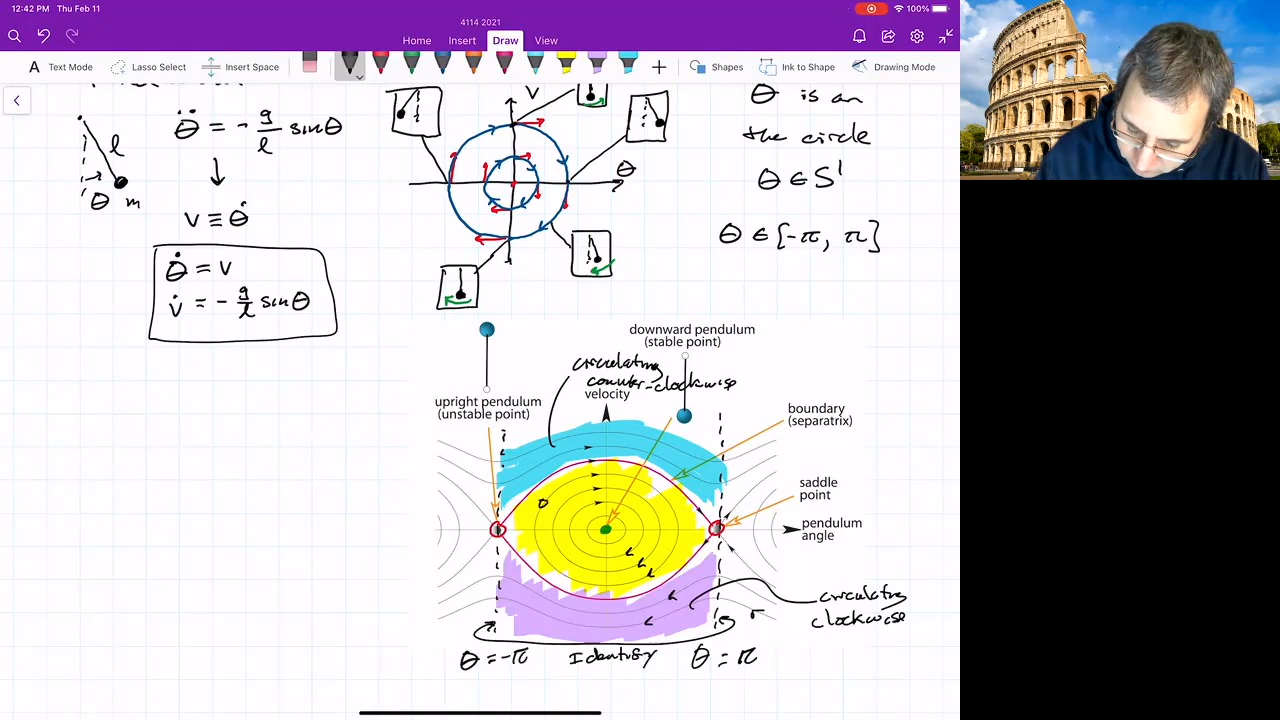 12:42 PM Thu Feb 11
100%
4114 2021
Home Insert Draw View
A Text Mode Lasso Select Insert Space Shapes Ink to Shape Drawing Mode
l
θ m
θ̈ = - g/l sinθ
↓
v ≡ θ̇
θ̇ = v
v̇ = - g/l sinθ
v
θ
θ is an
the circle
θ ∈ S¹
θ ∈ [-π, π]
downward pendulum
(stable point)
circulating
counter-clockwise
velocity
upright pendulum
(unstable point)
boundary
(separatrix)
saddle
point
pendulum
angle
circulating
clockwise
θ = -π Identify θ = π